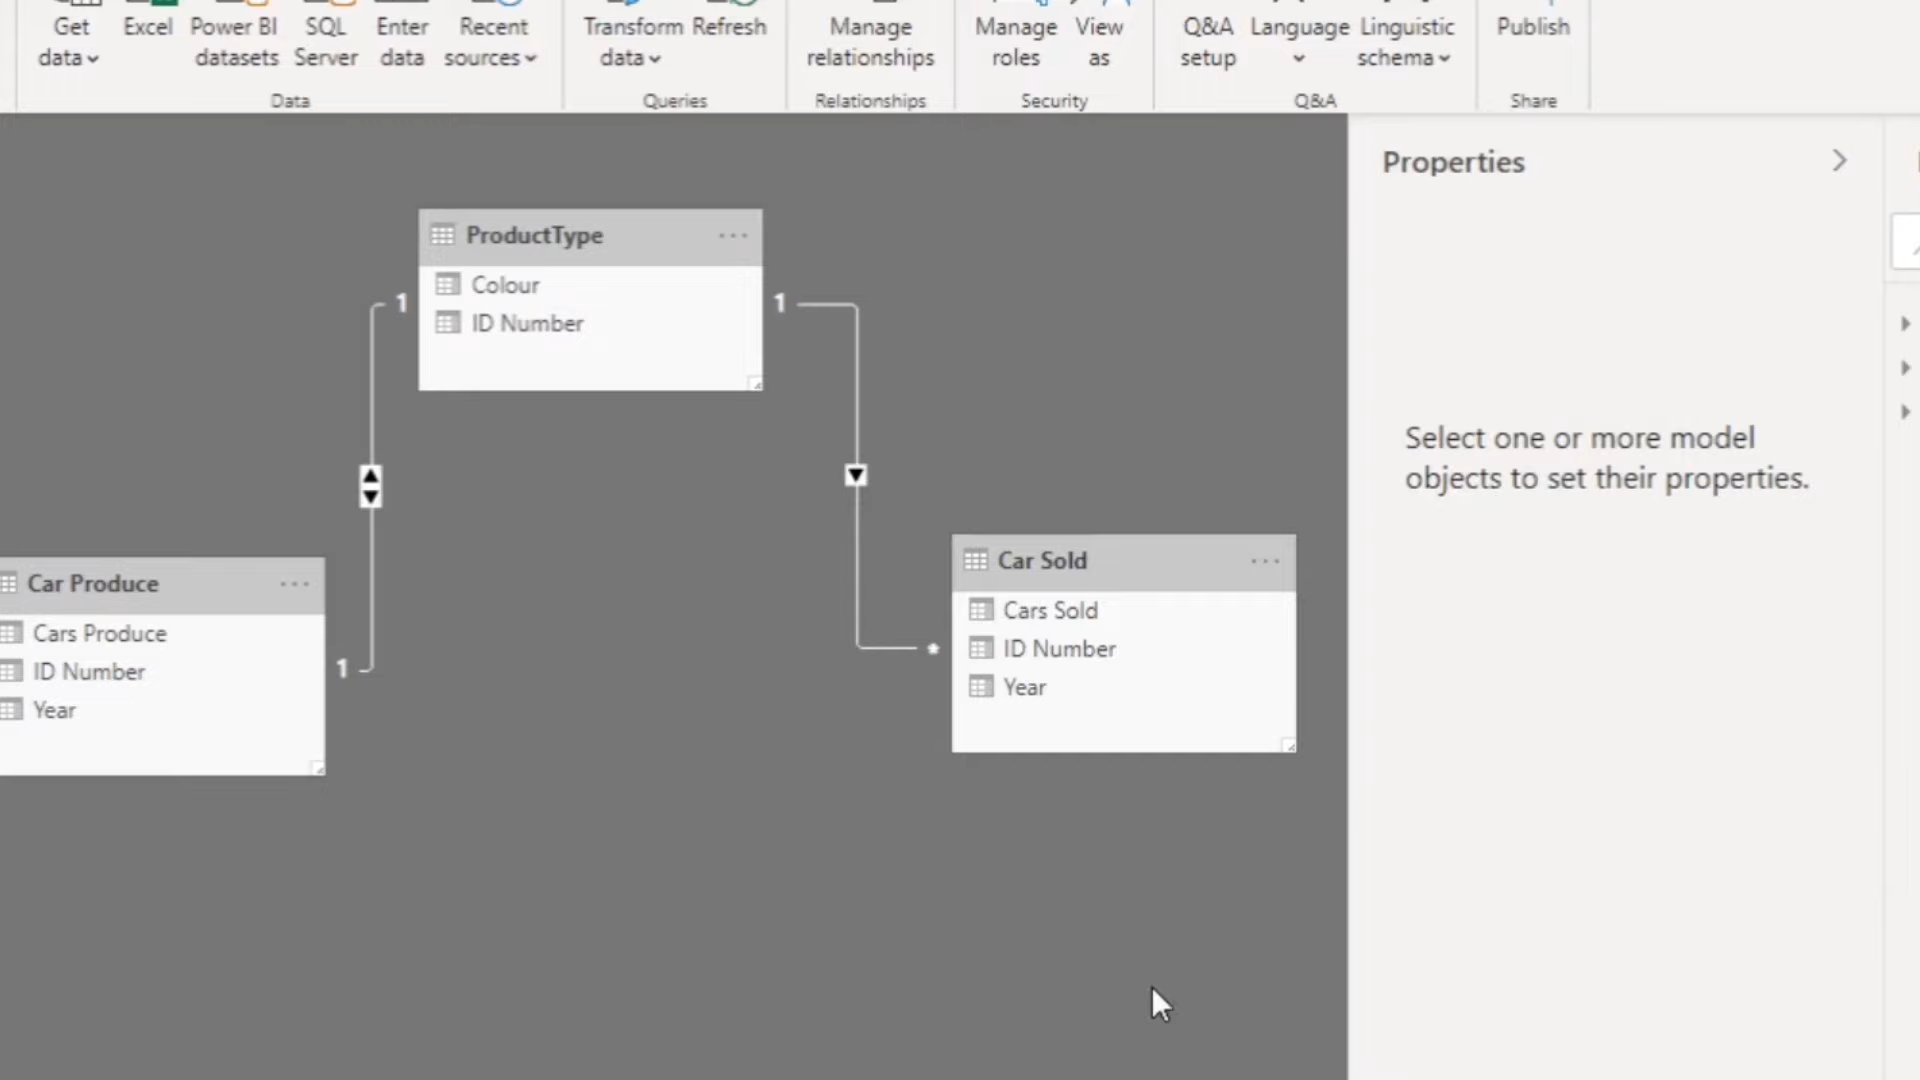 Get data
Excel
Power BI datasets
SQL Server
Enter data
Recent sources
Transform data
Refresh
Manage relationships
Manage roles
View as
Q&A setup
Language
Linguistic schema
Publish
Data
Queries
Relationships
Security
Q&A
Share
Properties
ProductType
Colour
ID Number
1
1
Select one or more model
objects to set their properties.
Car Produce
Cars Produce
ID Number
Year
1
*
Car Sold
Cars Sold
ID Number
Year